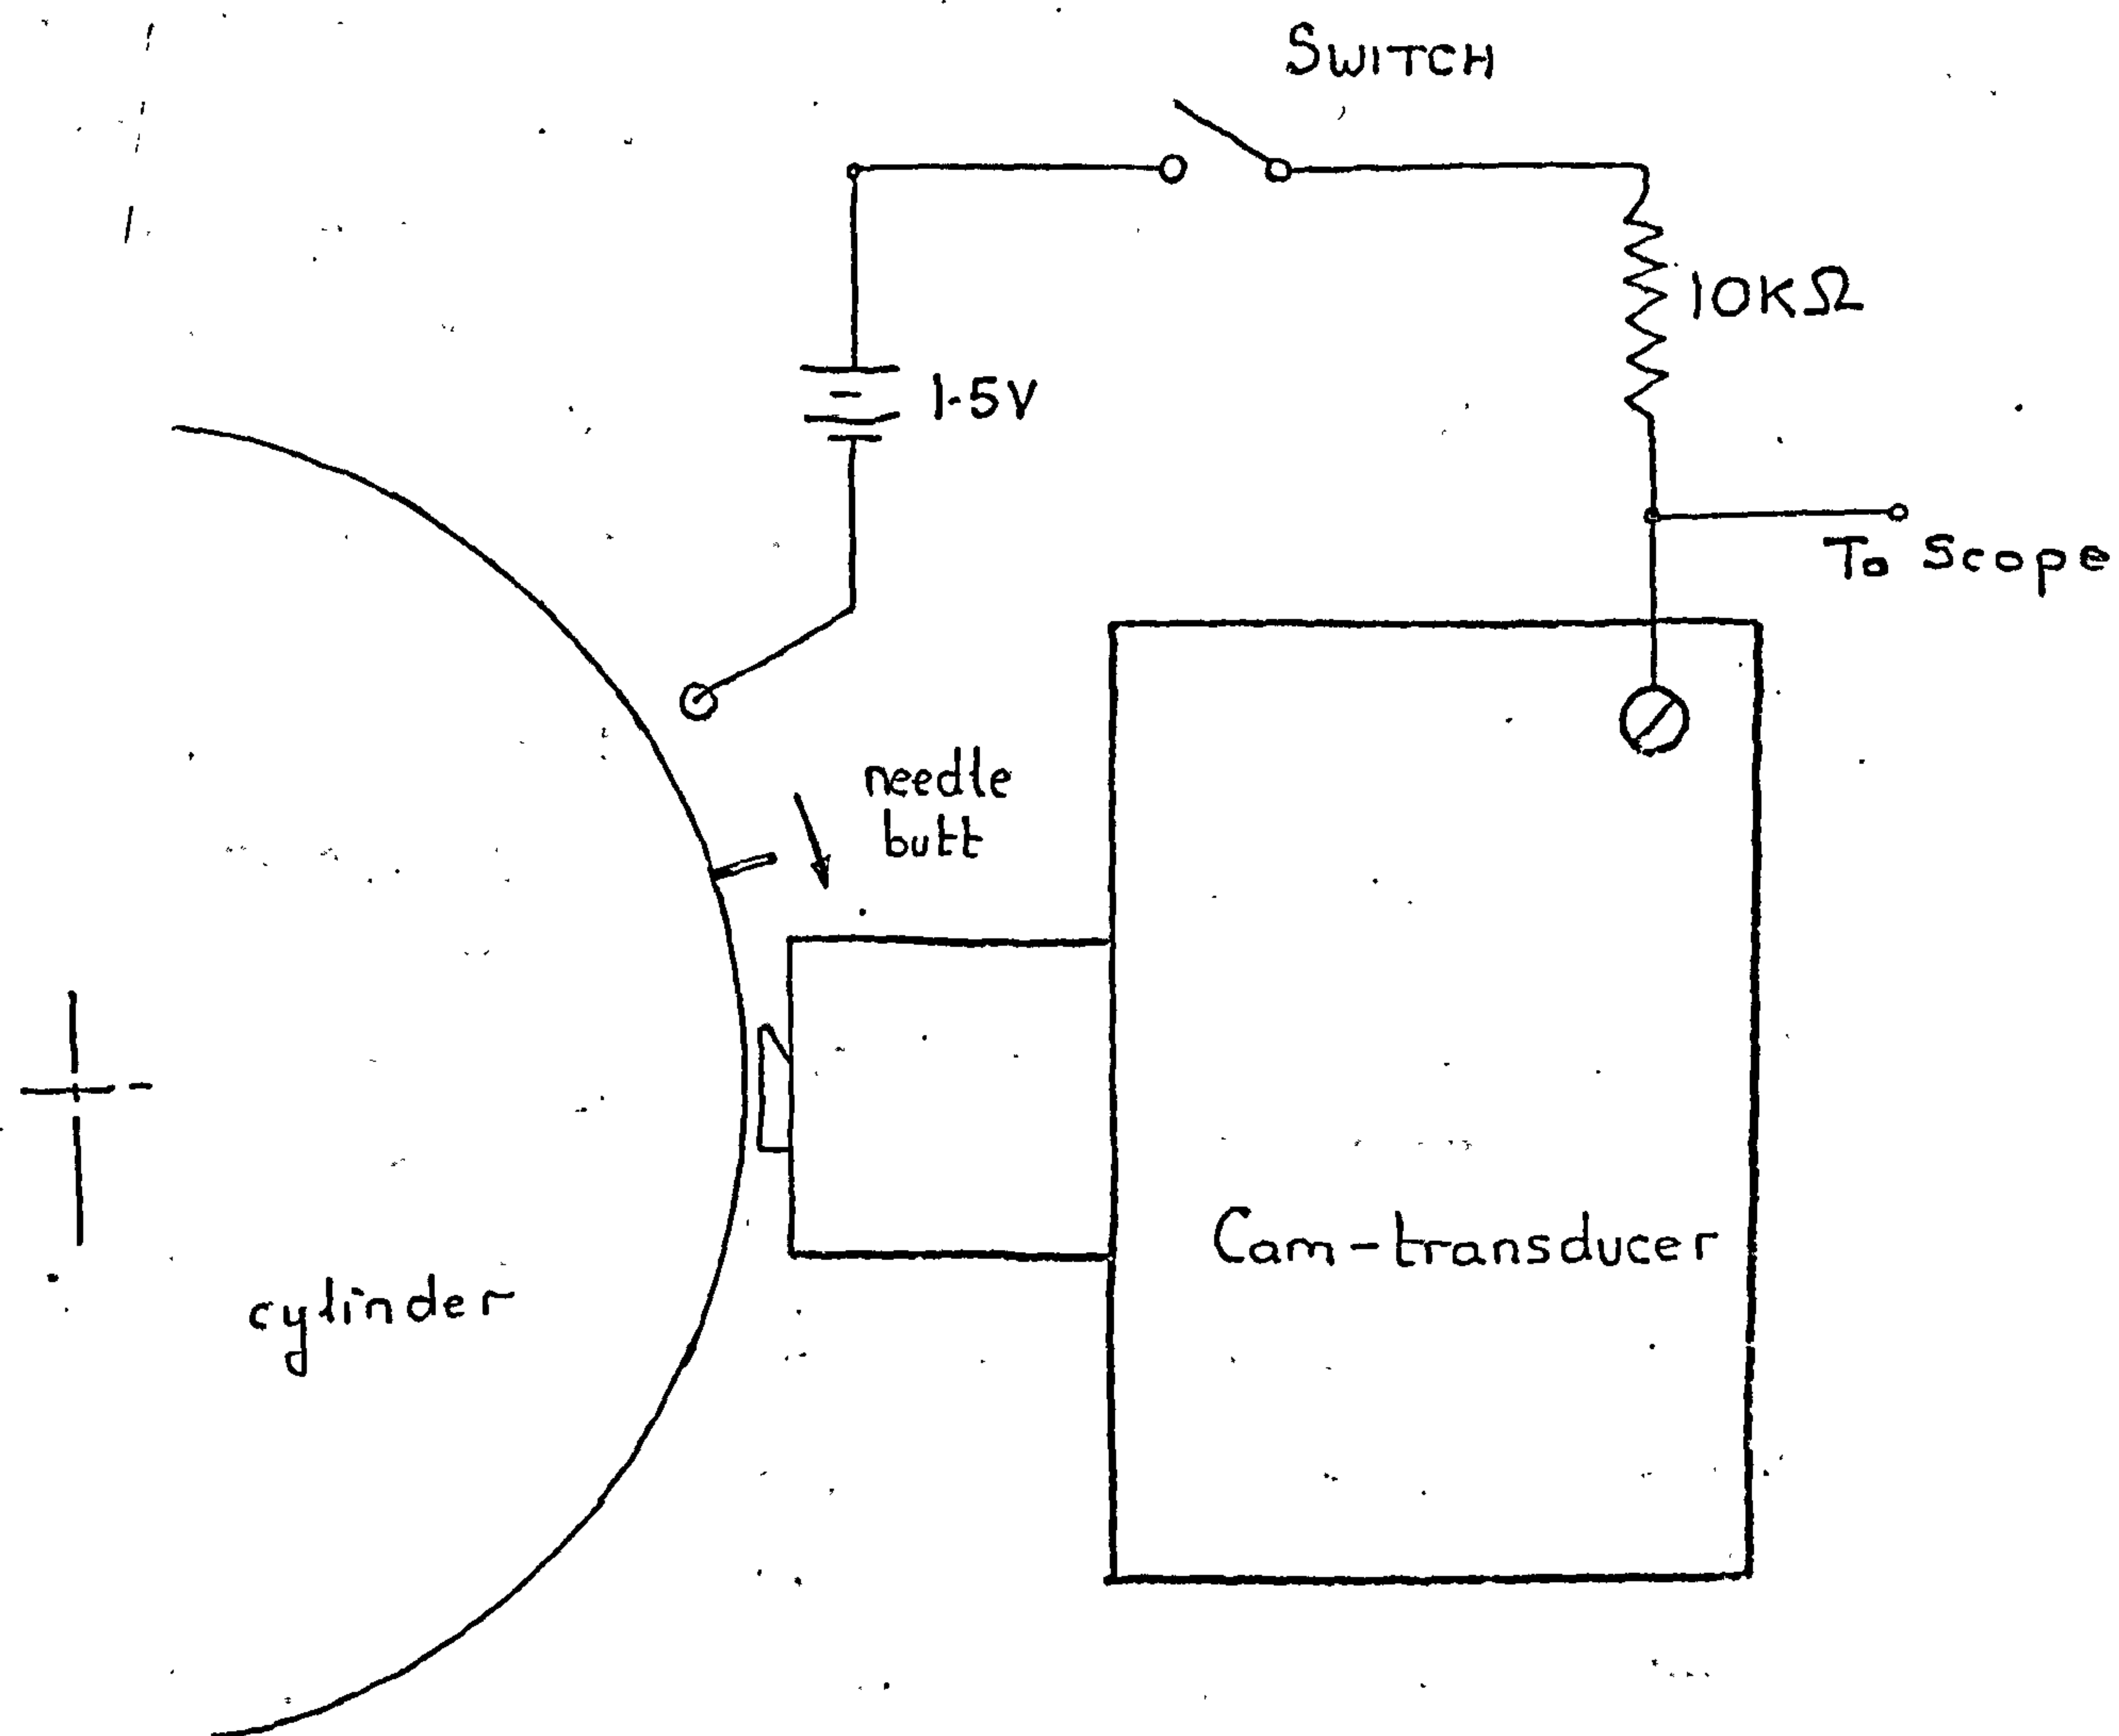 SWITCH
10KΩ
1.5V
To Scope
needle
butt
Cam-transducer
cylinder